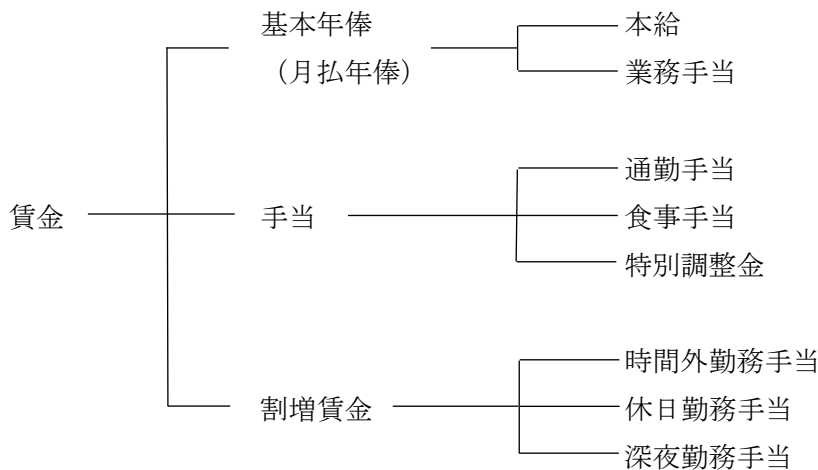 賃金
基本年俸
(月払年俸)
本給
業務手当
手当
通勤手当
食事手当
特別調整金
割増賃金
時間外勤務手当
休日勤務手当
深夜勤務手当